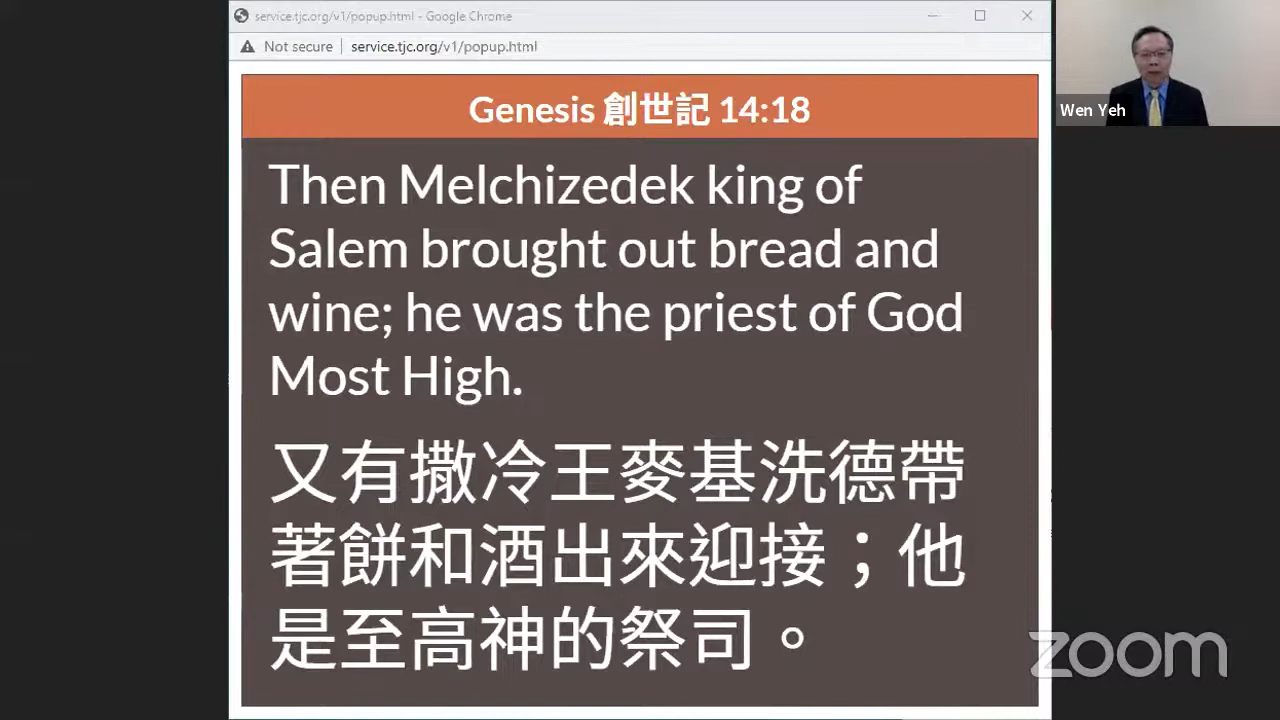 service.tjc.org/v1/popup.html - Google Chrome
Not secure | service.tjc.org/v1/popup.html
Genesis 創世記 14:18
Wen Yeh
Then Melchizedek king of
Salem brought out bread and
wine; he was the priest of God
Most High.
又有撒冷王麥基洗德帶
著餅和酒出來迎接；他
是至高神的祭司。
zoom